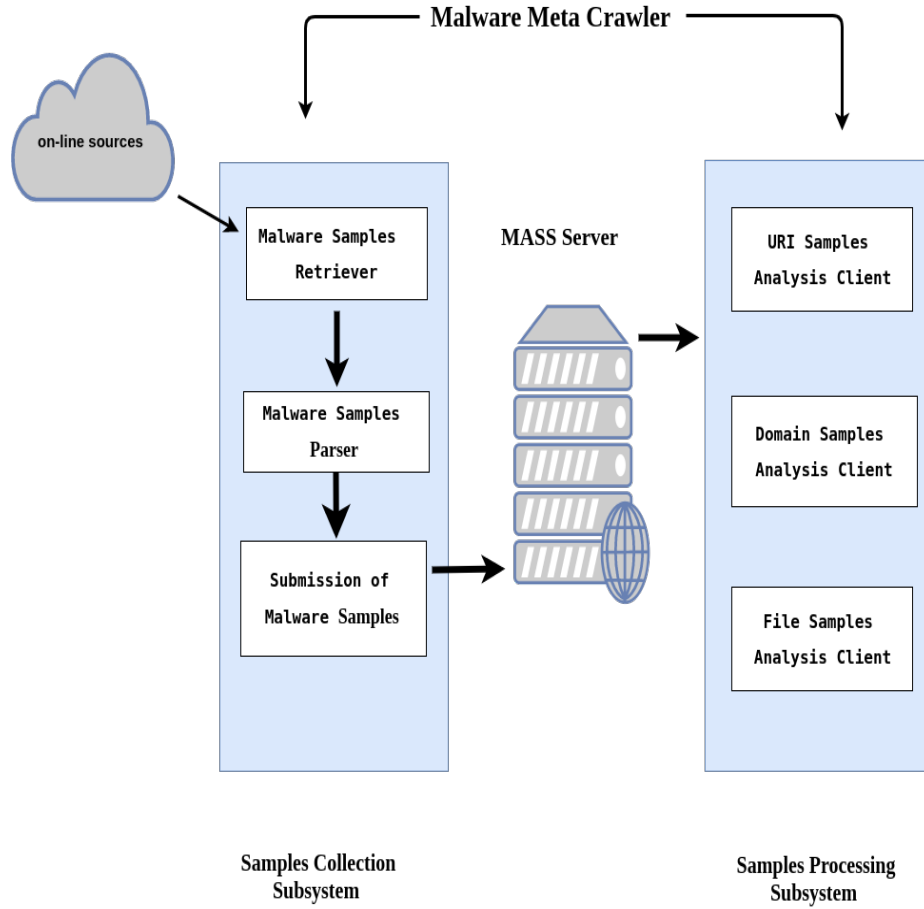 Malware Meta Crawler
on-line sources
Malware Samples
Retriever
Malware Samples
Parser
Submission of
Malware Samples
Samples Collection
Subsystem
MASS Server
URI Samples
Analysis Client
Domain Samples
Analysis Client
File Samples
Analysis Client
Samples Processing
Subsystem